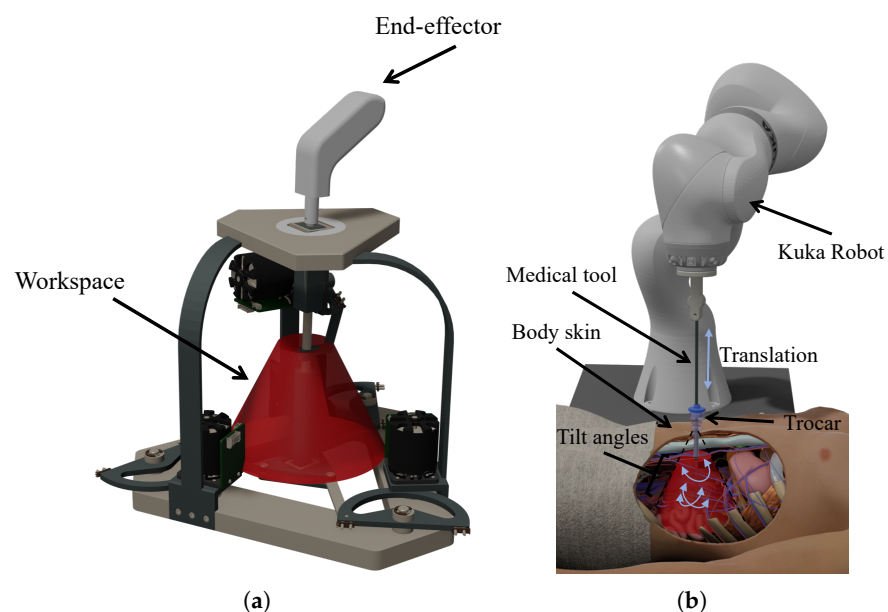 End-effector
Workspace
(a)
Kuka Robot
Medical tool
Body skin
Translation
Trocar
Tilt angles
(b)